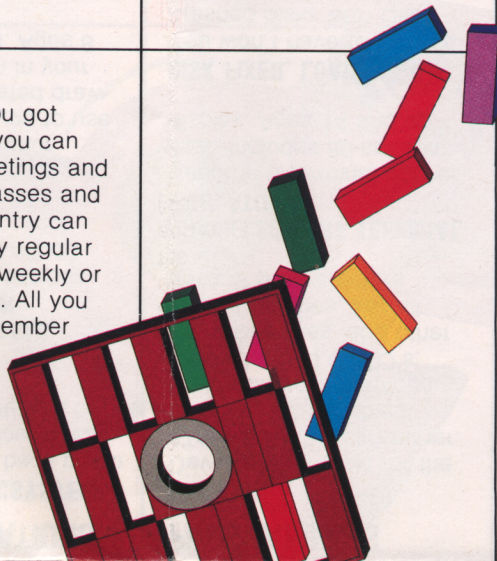 u got
you can
etings and
asses and
ntry can
y regular
weekly or
. All you
ember